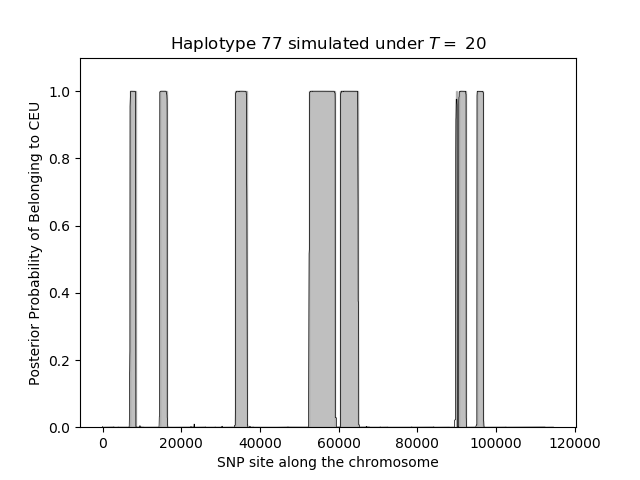 Haplotype 77 simulated under T = 20
Posterior Probability of Belonging to CEU
1.0
0.8
0.6
0.4
0.2
0.0
0 20000 40000 60000 80000 100000 120000
SNP site along the chromosome